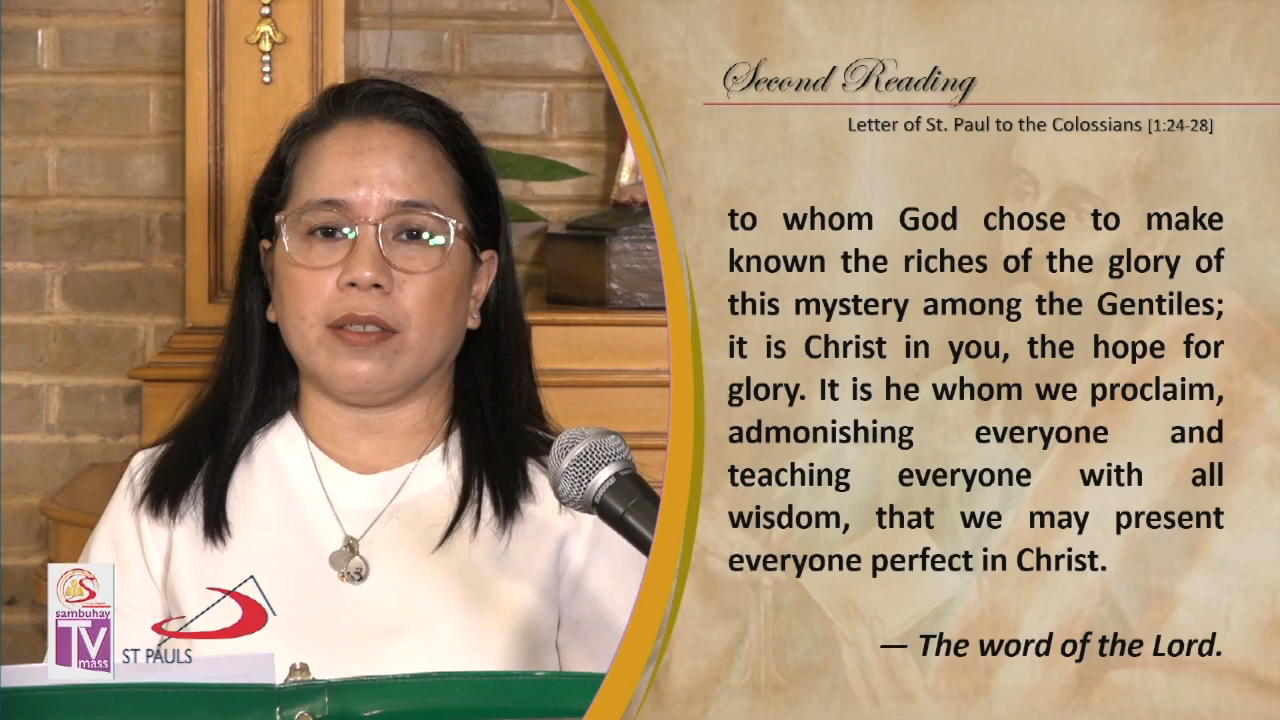 Second Reading
Letter of St. Paul to the Colossians [1:24-28]
to whom God chose to make
known the riches of the glory of
this mystery among the Gentiles;
it is Christ in you, the hope for
glory. It is he whom we proclaim,
admonishing everyone and
teaching everyone with all
wisdom, that we may present
everyone perfect in Christ.
— The word of the Lord.
sambuhay
TV
mass
ST PAULS